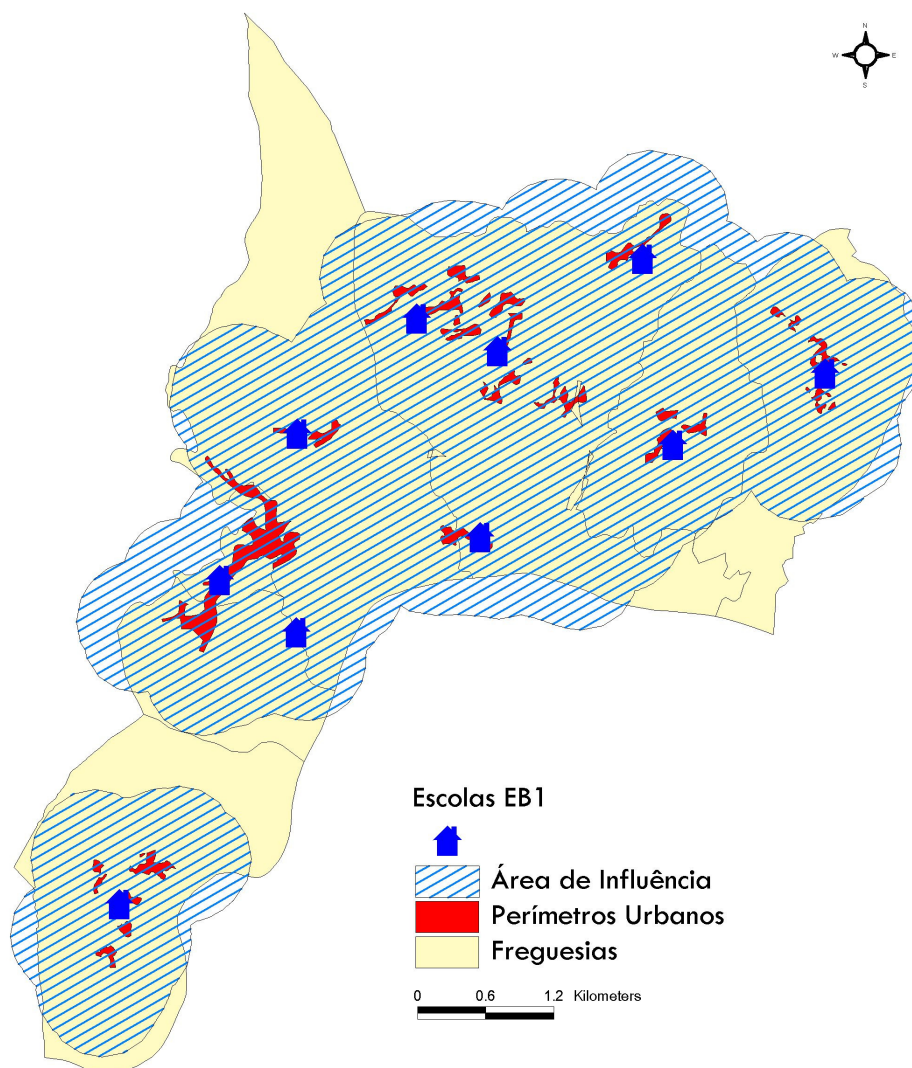 N
W E
S
Escolas EB1
Área de Influência
Perímetros Urbanos
Freguesias
0 0.6 1.2 Kilometers